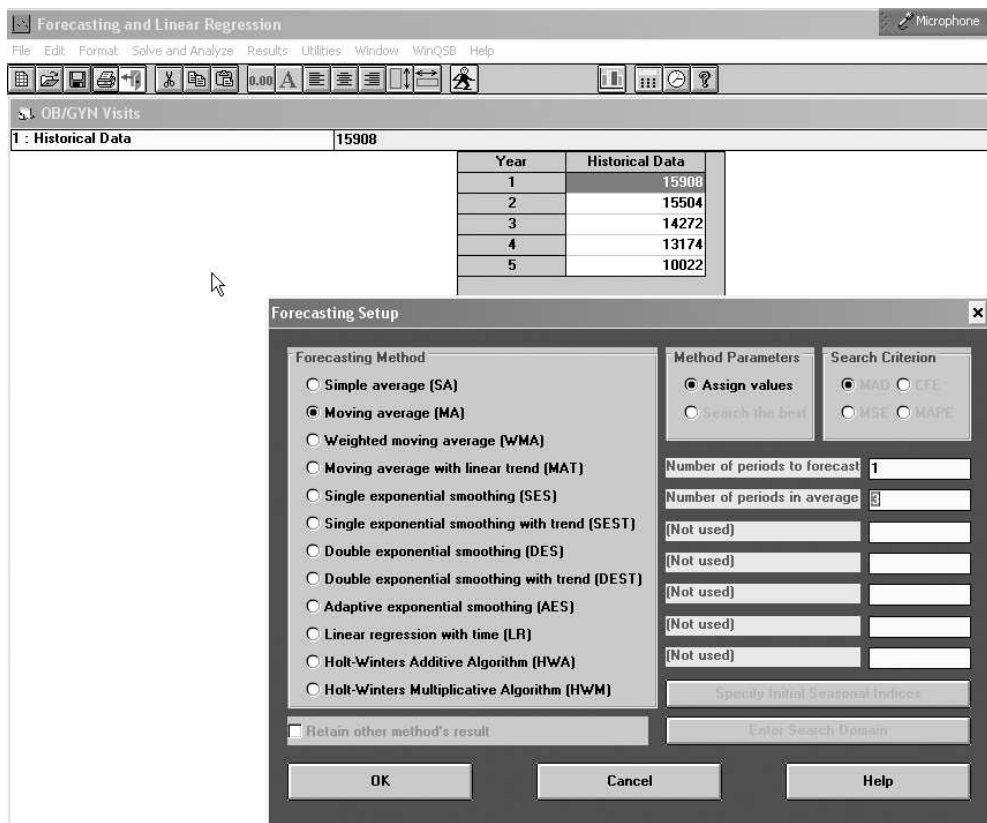 Forecasting and Linear Regression
Microphone
File Edit Format Solve and Analyze Results Utilities Window WinQSB Help
0.00 A ?
OB/GYN Visits
1 : Historical Data 15908
Year Historical Data
1 15908
2 15504
3 14272
4 13174
5 10022
Forecasting Setup
Forecasting Method
Simple average (SA)
Moving average (MA)
Weighted moving average (WMA)
Moving average with linear trend (MAT)
Single exponential smoothing (SES)
Single exponential smoothing with trend (SEST)
Double exponential smoothing (DES)
Double exponential smoothing with trend (DEST)
Adaptive exponential smoothing (AES)
Linear regression with time (LR)
Holt-Winters Additive Algorithm (HWA)
Holt-Winters Multiplicative Algorithm (HWM)
Retain other method's result
Method Parameters
Assign values
Search the best
Search Criterion
MAD CFE
MSE MAPE
Number of periods to forecast 1
Number of periods in average 3
(Not used)
(Not used)
(Not used)
(Not used)
(Not used)
Specify Initial Seasonal Indices
Enter Search Domain
OK Cancel Help